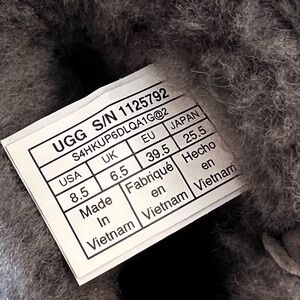 UGG S/N 1125792
S4HKUP6DLQA1G@2
USA UK EU JAPAN
8.5 6.5 39.5 25.5
Made Fabriqué Hecho
In en en
Vietnam Vietnam Vietnam